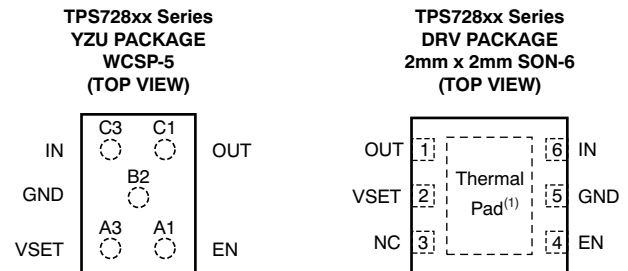 TPS728xx Series
YZU PACKAGE
WCSP-5
(TOP VIEW)
C3 C1
IN OUT
B2
GND
A3 A1
VSET EN
TPS728xx Series
DRV PACKAGE
2mm x 2mm SON-6
(TOP VIEW)
OUT 1 6 IN
Thermal
VSET 2 5 GND
Pad(1)
NC 3 4 EN